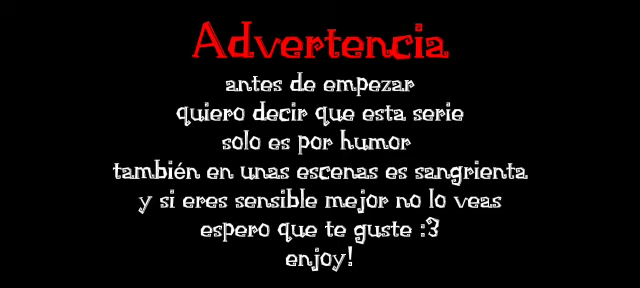 Advertencia
antes de empezar
quiero decir que esta serie
solo es por humor
también en unas escenas es sangrienta
y si eres sensible mejor no lo veas
espero que te guste :3
enjoy!